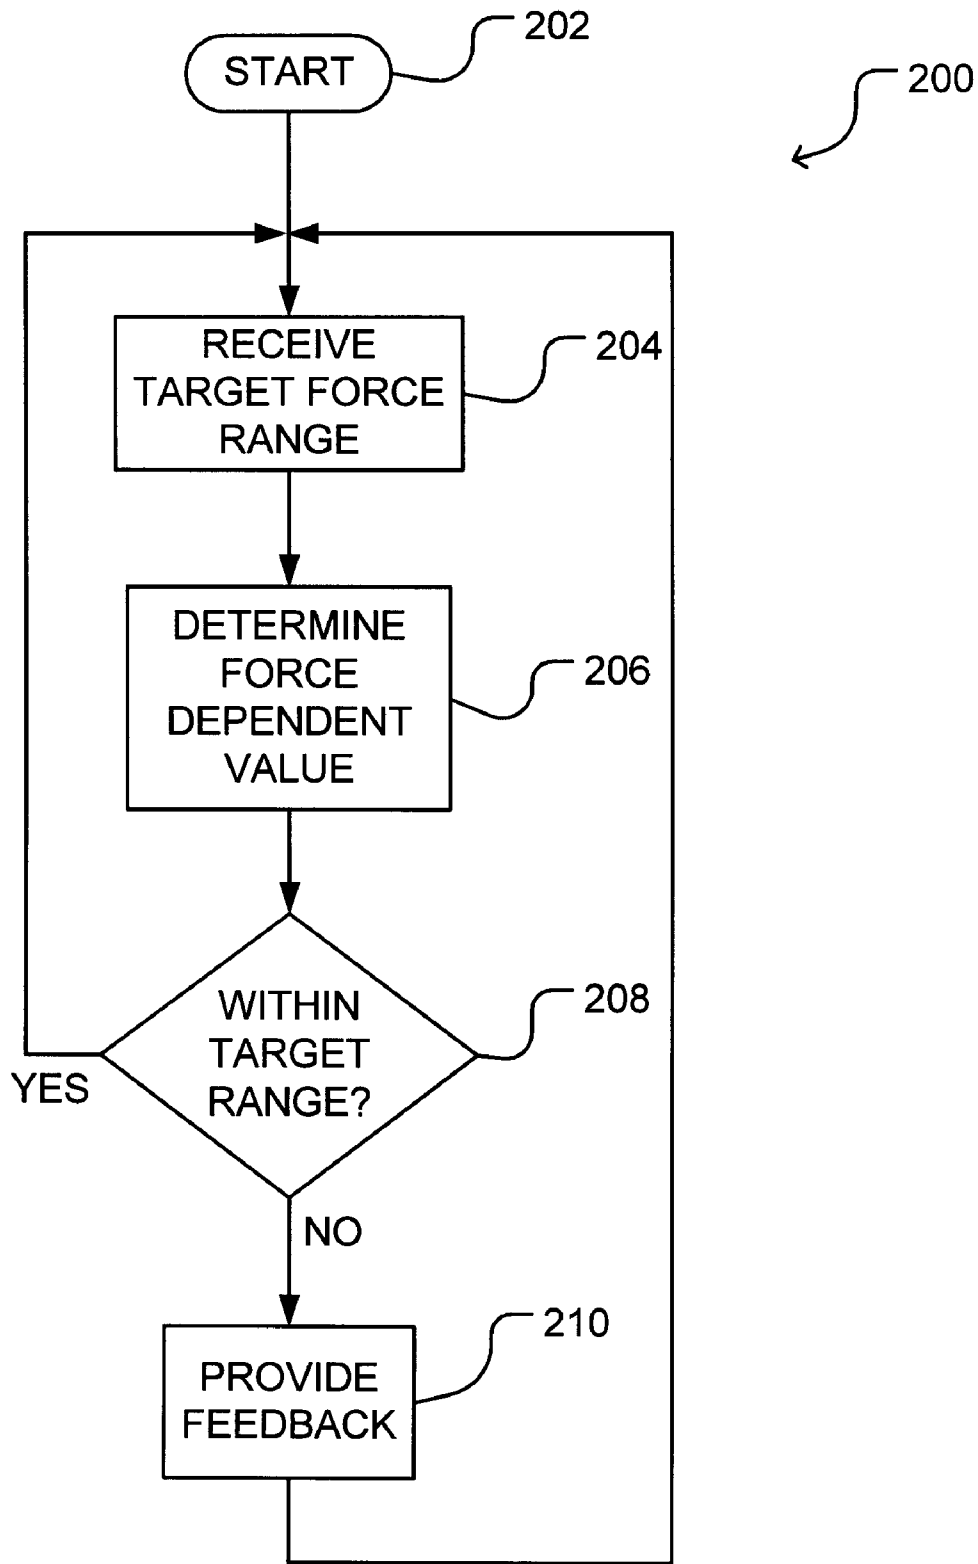 START
202
200
RECEIVE
TARGET FORCE
RANGE
204
DETERMINE
FORCE
DEPENDENT
VALUE
206
WITHIN
TARGET
RANGE?
208
YES
NO
PROVIDE
FEEDBACK
210